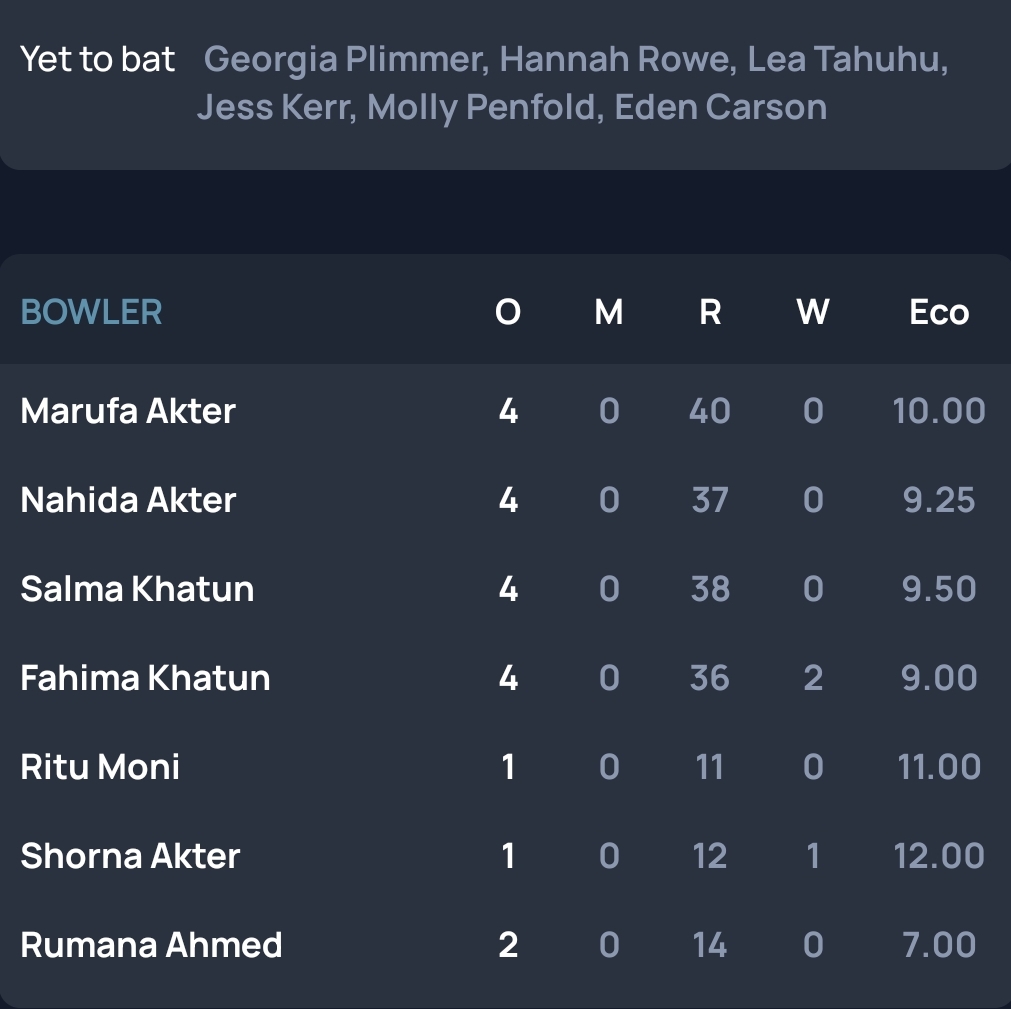 Yet to bat Georgia Plimmer, Hannah Rowe, Lea Tahuhu,
Jess Kerr, Molly Penfold, Eden Carson
BOWLER O M R W Eco
Marufa Akter 4 0 40 0 10.00
Nahida Akter 4 0 37 0 9.25
Salma Khatun 4 0 38 0 9.50
Fahima Khatun 4 0 36 2 9.00
Ritu Moni 1 0 11 0 11.00
Shorna Akter 1 0 12 1 12.00
Rumana Ahmed 2 0 14 0 7.00